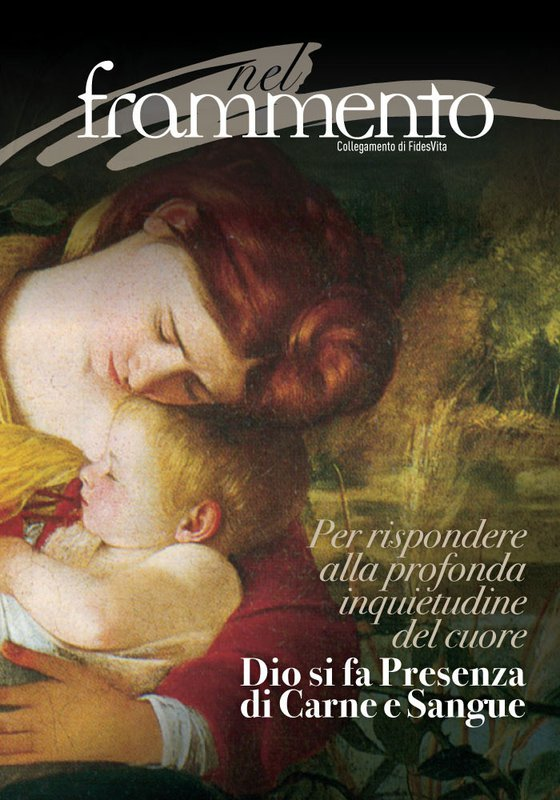 nel
frammento
Collegamento di FidesVita
Per rispondere
alla profonda
inquietudine
del cuore
Dio si fa Presenza
di Carne e Sangue